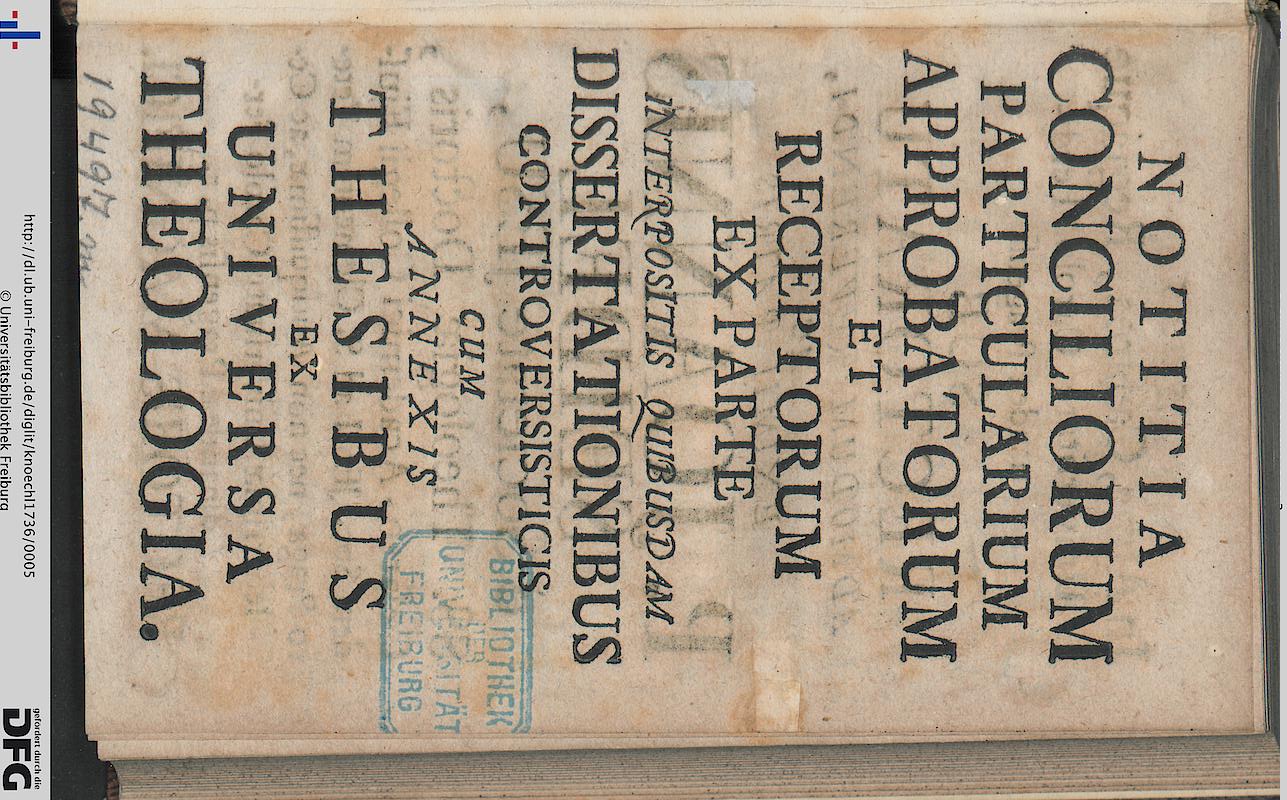 NOTITIA
CONCILIORUM
PARTICULARIUM
APPROBATORUM
ET
RECEPTORUM
EX PARTE
INTERPOSITIS QUIBUSDAM
DISSERTATIONIBUS
CONTROVERSISTICIS
CUM
ANNEXIS
THESIBUS
EX
UNIVERSA
THEOLOGIA.
BIBLIOTHEK
DER
UNIVERSITÄT
FREIBURG
http://dl.ub.uni-freiburg.de/diglit/knoechl1736/0005
© Universitätsbibliothek Freiburg
gefördert durch die
DFG